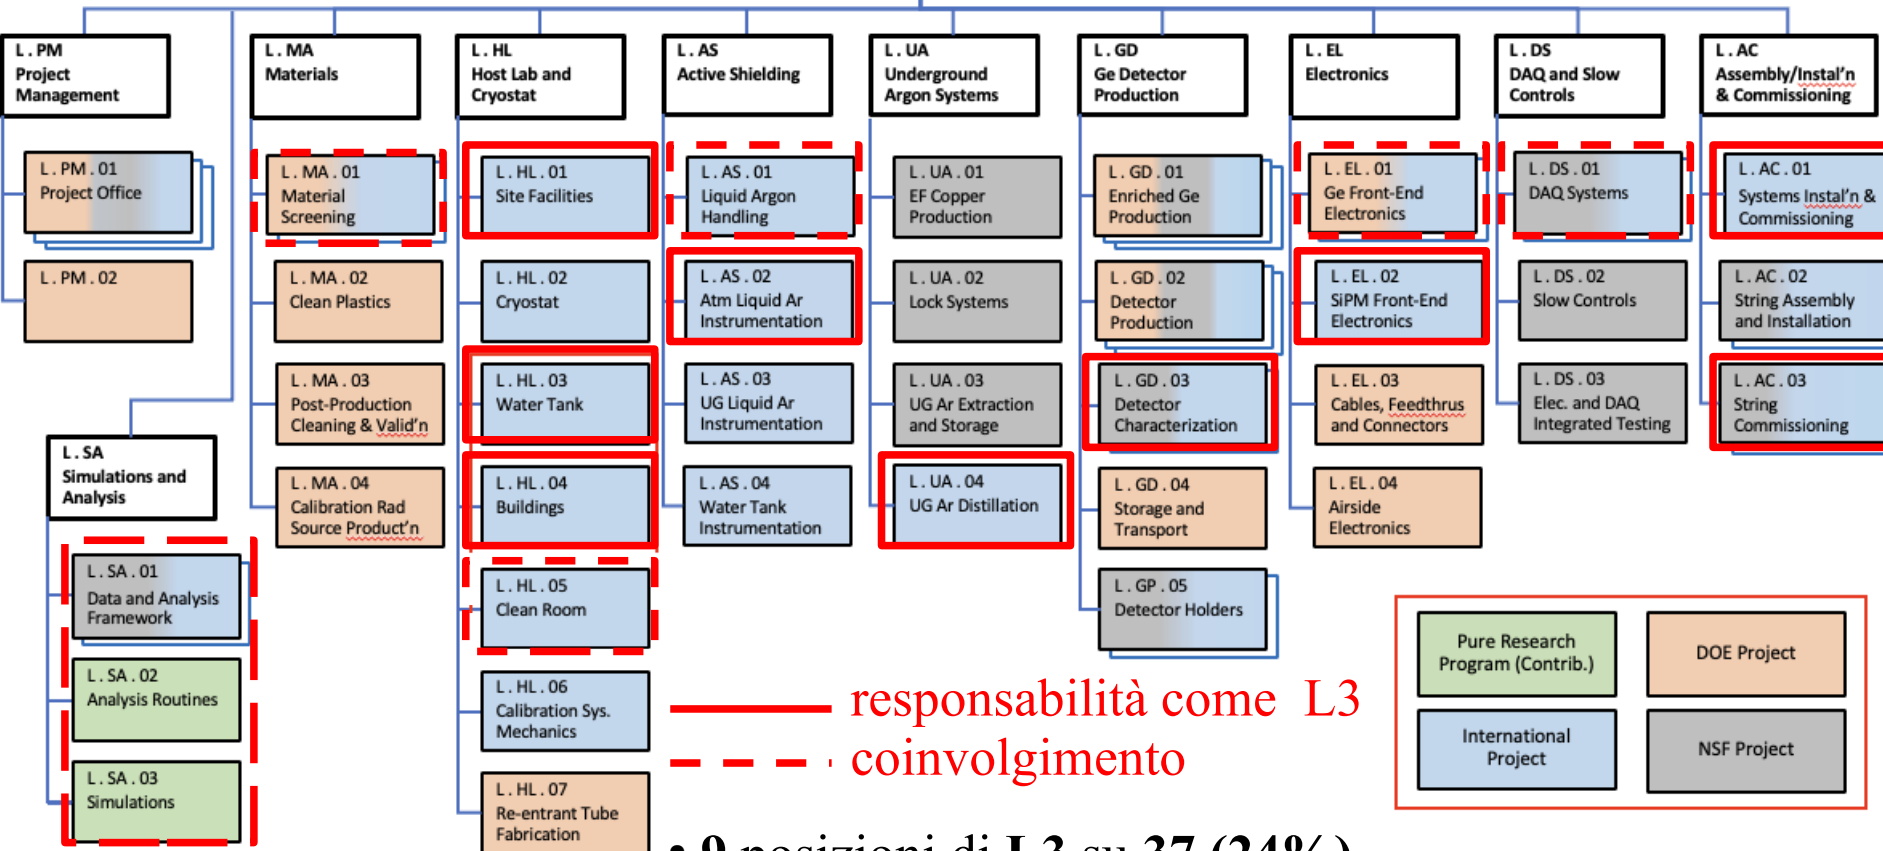 L . PM
Project
Management
L . PM . 01
Project Office
L . PM . 02
L . SA
Simulations and
Analysis
L . SA . 01
Data and Analysis
Framework
L . SA . 02
Analysis Routines
L . SA . 03
Simulations
L . MA
Materials
L . MA . 01
Material
Screening
L . MA . 02
Clean Plastics
L . MA . 03
Post-Production
Cleaning & Valid'n
L . MA . 04
Calibration Rad
Source Product'n
L . HL
Host Lab and
Cryostat
L . HL . 01
Site Facilities
L . HL . 02
Cryostat
L . HL . 03
Water Tank
L . HL . 04
Buildings
L . HL . 05
Clean Room
L . HL . 06
Calibration Sys.
Mechanics
L . HL . 07
Re-entrant Tube
Fabrication
L . AS
Active Shielding
L . AS . 01
Liquid Argon
Handling
L . AS . 02
Atm Liquid Ar
Instrumentation
L . AS . 03
UG Liquid Ar
Instrumentation
L . AS . 04
Water Tank
Instrumentation
L . UA
Underground
Argon Systems
L . UA . 01
EF Copper
Production
L . UA . 02
Lock Systems
L . UA . 03
UG Ar Extraction
and Storage
L . UA . 04
UG Ar Distillation
L . GD
Ge Detector
Production
L . GD . 01
Enriched Ge
Production
L . GD . 02
Detector
Production
L . GD . 03
Detector
Characterization
L . GD . 04
Storage and
Transport
L . GP . 05
Detector Holders
L . EL
Electronics
L . EL . 01
Ge Front-End
Electronics
L . EL . 02
SiPM Front-End
Electronics
L . EL . 03
Cables, Feedthrus
and Connectors
L . EL . 04
Airside
Electronics
L . DS
DAQ and Slow
Controls
L . DS . 01
DAQ Systems
L . DS . 02
Slow Controls
L . DS . 03
Elec. and DAQ
Integrated Testing
L . AC
Assembly/Instal'n
& Commissioning
L . AC . 01
Systems Instal'n &
Commissioning
L . AC . 02
String Assembly
and Installation
L . AC . 03
String
Commissioning
responsabilità come L3
coinvolgimento
Pure Research
Program (Contrib.)
DOE Project
International
Project
NSF Project
• 9 posizioni di L3 su 37 (24%)